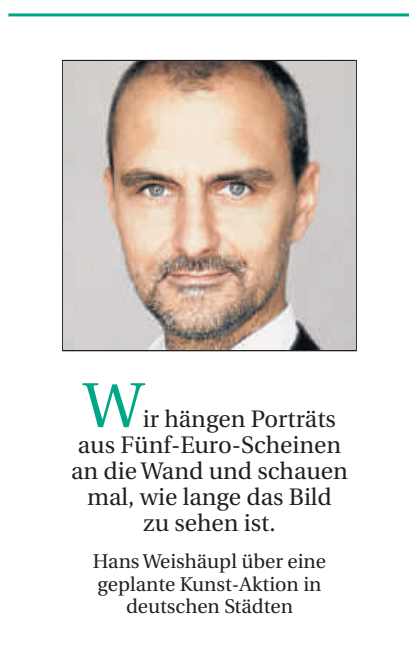 Wir hängen Porträts
aus Fünf-Euro-Scheinen
an die Wand und schauen
mal, wie lange das Bild
zu sehen ist.
Hans Weishäupl über eine
geplante Kunst-Aktion in
deutschen Städten